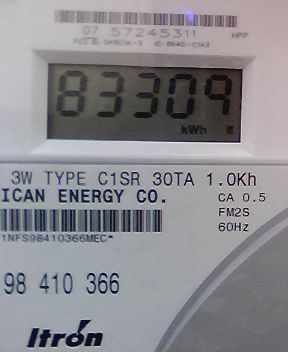 07 57245311 HPP
83309
kWh
3W TYPE C1SR 30TA 1.0Kh
ICAN ENERGY CO. CA 0.5
FM2S
1NFS98410366MEC* 60Hz
98 410 366
Itron